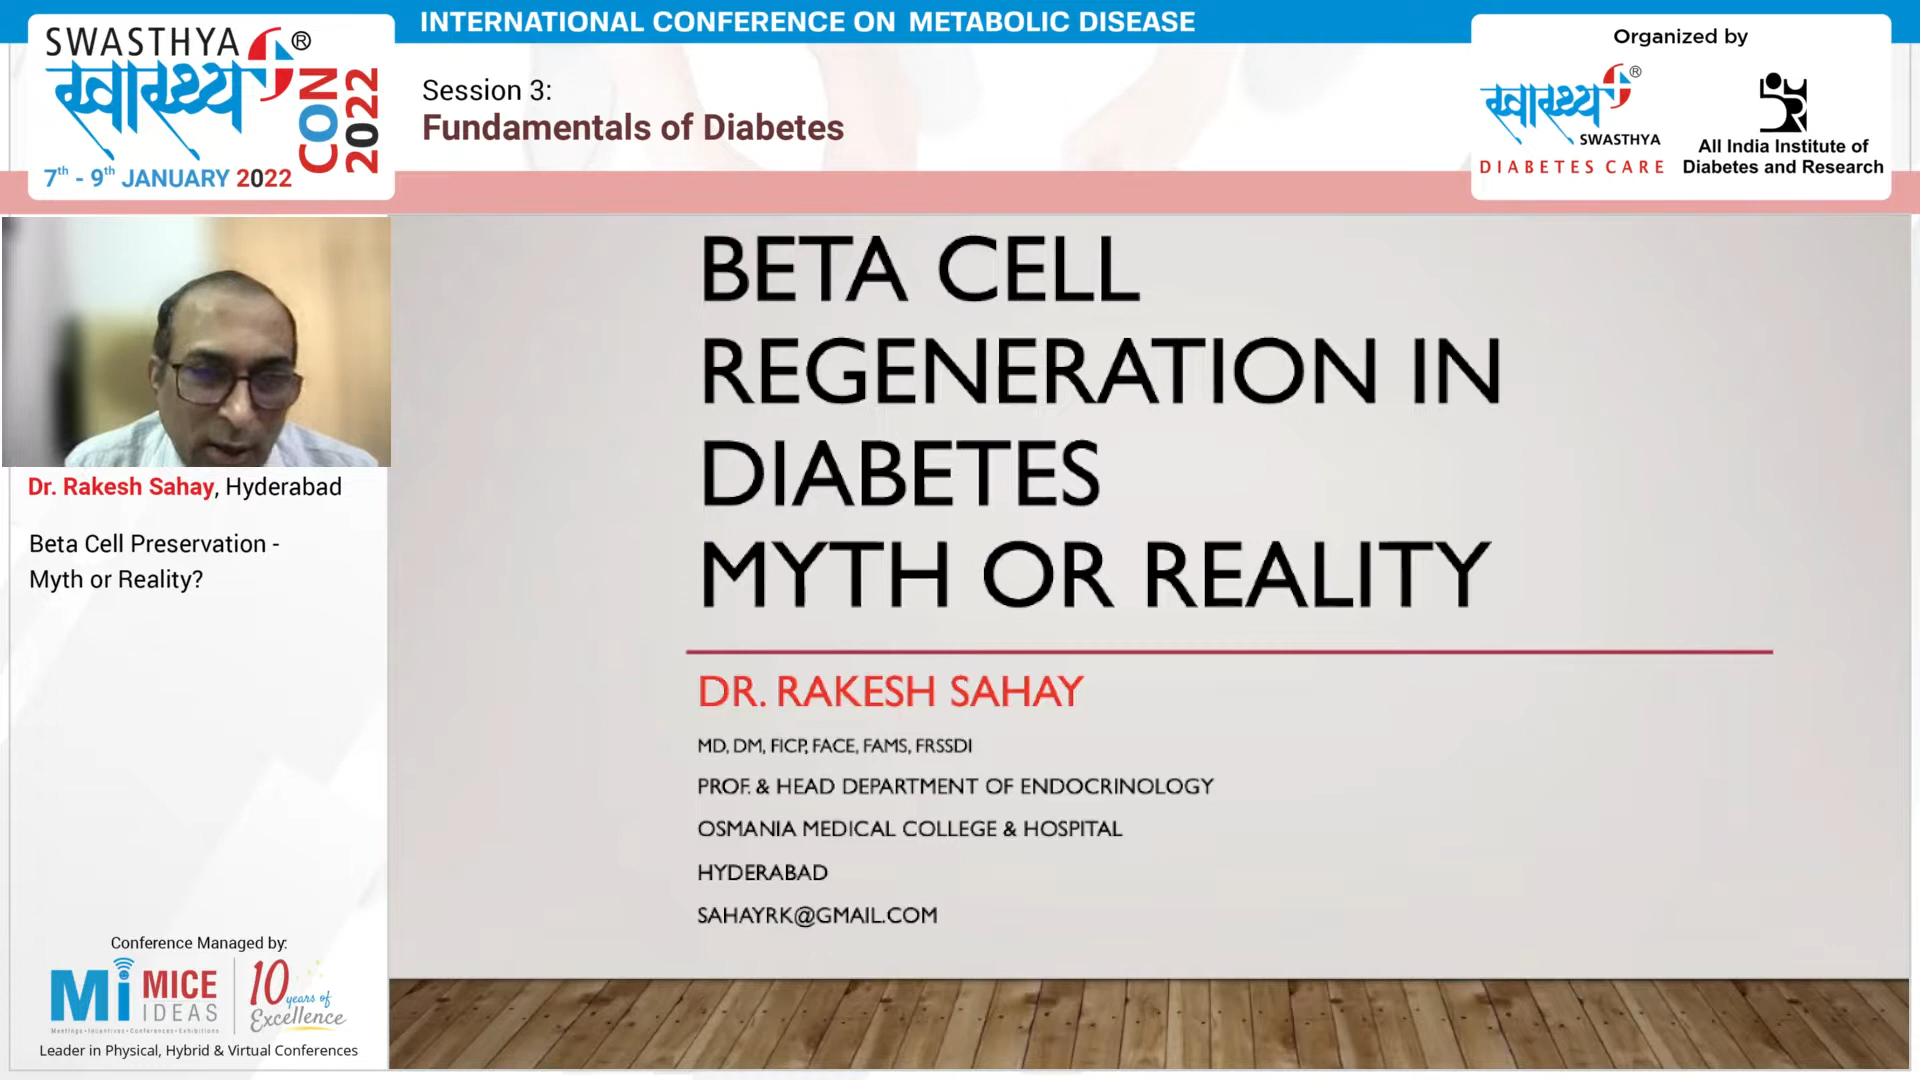 INTERNATIONAL CONFERENCE ON METABOLIC DISEASE
SWASTHYA
®
स्वास्थ्य
CON
2022
7th - 9th JANUARY 2022
Session 3:
Fundamentals of Diabetes
Organized by
स्वास्थ्य
®
SWASTHYA
DIABETES CARE
All India Institute of
Diabetes and Research
Dr. Rakesh Sahay, Hyderabad
Beta Cell Preservation -
Myth or Reality?
Conference Managed by:
Mi MICE
IDEAS
Meetings•Incentives•Conferences•Exhibitions
10
years of
Excellence
Leader in Physical, Hybrid & Virtual Conferences
BETA CELL
REGENERATION IN
DIABETES
MYTH OR REALITY
DR. RAKESH SAHAY
MD, DM, FICP, FACE, FAMS, FRSSDI
PROF. & HEAD DEPARTMENT OF ENDOCRINOLOGY
OSMANIA MEDICAL COLLEGE & HOSPITAL
HYDERABAD
SAHAYRK@GMAIL.COM